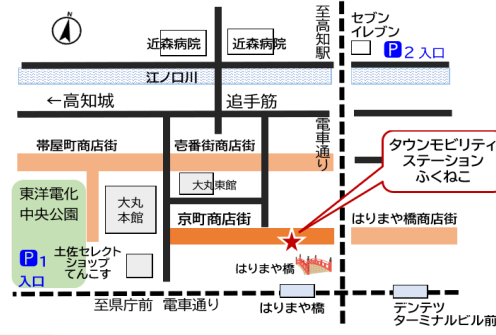 至高知駅
セブン
イレブン
近森病院
近森病院
P 2 入口
江ノ口川
←高知城
追手筋
電車通り
タウンモビリティ
ステーション
ふくねこ
帯屋町商店街
壱番街商店街
大丸東館
東洋電化
中央公園
大丸
本館
京町商店街
はりまや橋商店街
P 1
入口
土佐セレクト
ショップ
てんこす
はりまや橋
至県庁前
電車通り
はりまや橋
デンテツ
ターミナルビル前